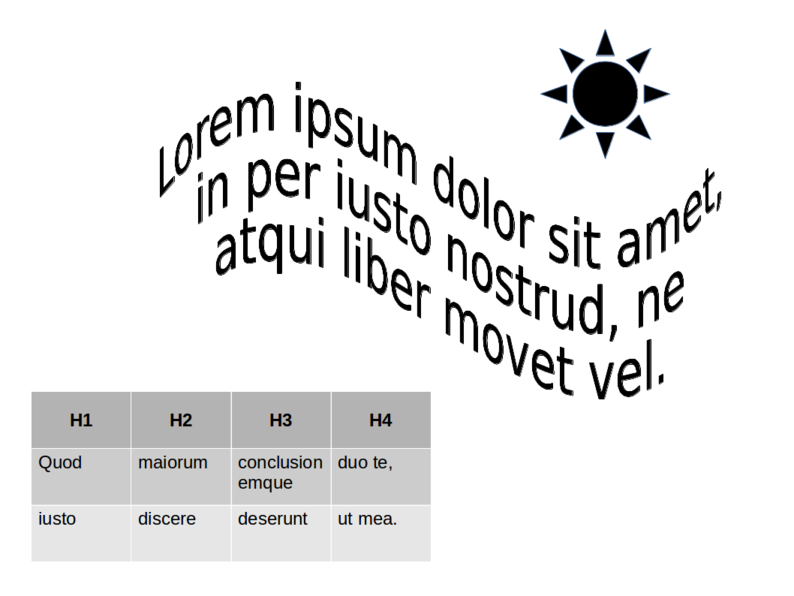 Lorem ipsum dolor sit amet,
in per iusto nostrud, ne
atqui liber movet vel.
H1 H2 H3 H4
Quod maiorum conclusion duo te,
emque
iusto discere deserunt ut mea.